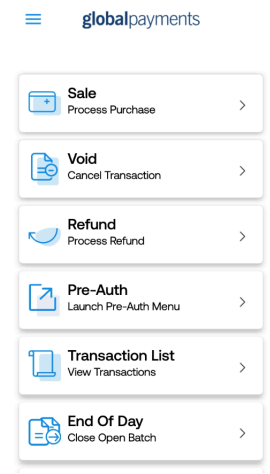 globalpayments
Sale
Process Purchase
Void
Cancel Transaction
Refund
Process Refund
Pre-Auth
Launch Pre-Auth Menu
Transaction List
View Transactions
End Of Day
Close Open Batch